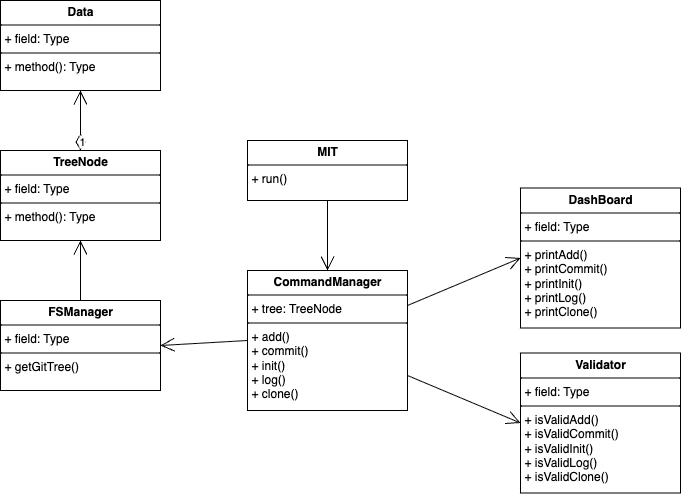 Data
+ field: Type
+ method(): Type
1
TreeNode
+ field: Type
+ method(): Type
FSManager
+ field: Type
+ getGitTree()
MIT
+ run()
CommandManager
+ tree: TreeNode
+ add()
+ commit()
+ init()
+ log()
+ clone()
DashBoard
+ field: Type
+ printAdd()
+ printCommit()
+ printInit()
+ printLog()
+ printClone()
Validator
+ field: Type
+ isValidAdd()
+ isValidCommit()
+ isValidInit()
+ isValidLog()
+ isValidClone()